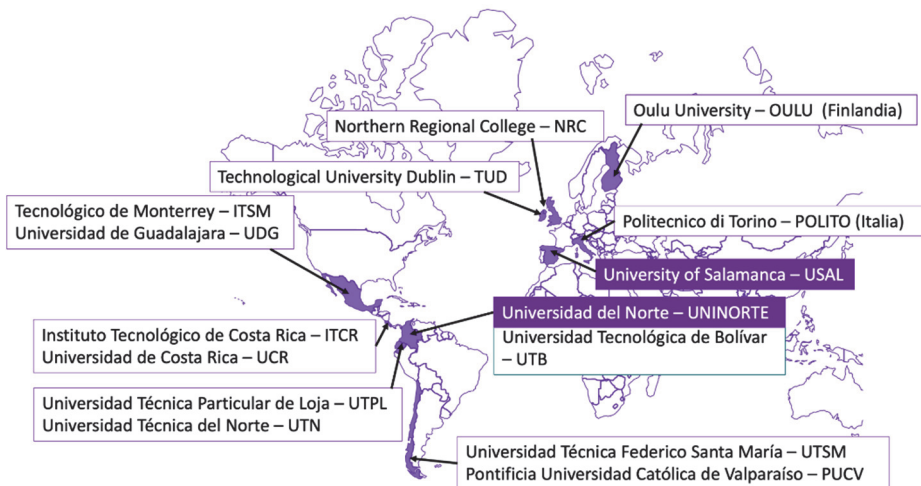 Oulu University – OULU (Finlandia)
Northern Regional College – NRC
Technological University Dublin – TUD
Tecnológico de Monterrey – ITSM
Universidad de Guadalajara – UDG
Politecnico di Torino – POLITO (Italia)
University of Salamanca – USAL
Universidad del Norte – UNINORTE
Universidad Tecnológica de Bolívar
– UTB
Instituto Tecnológico de Costa Rica – ITCR
Universidad de Costa Rica – UCR
Universidad Técnica Particular de Loja – UTPL
Universidad Técnica del Norte – UTN
Universidad Técnica Federico Santa María – UTSM
Pontificia Universidad Católica de Valparaíso – PUCV